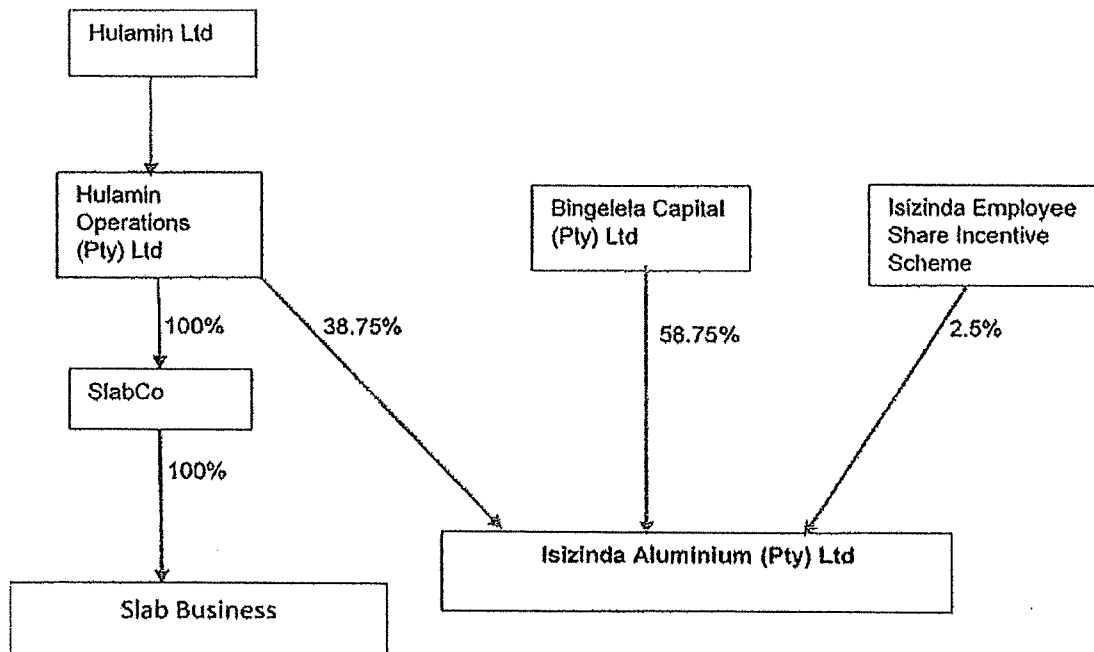 Hulamin Ltd
Hulamin
Operations
(Pty) Ltd
Bingelela Capital
(Pty) Ltd
Isizinda Employee
Share Incentive
Scheme
100%
38.75%
58.75%
2.5%
SlabCo
100%
Isizinda Aluminium (Pty) Ltd
Slab Business